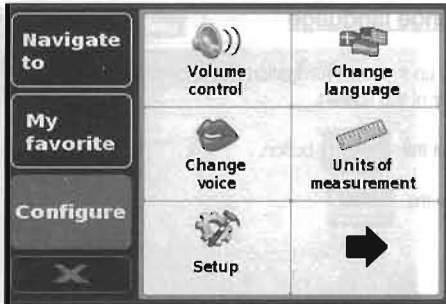 Navigate
to
My
favorite
Configure
Volume
control
Change
language
Change
voice
Units of
measurement
Setup